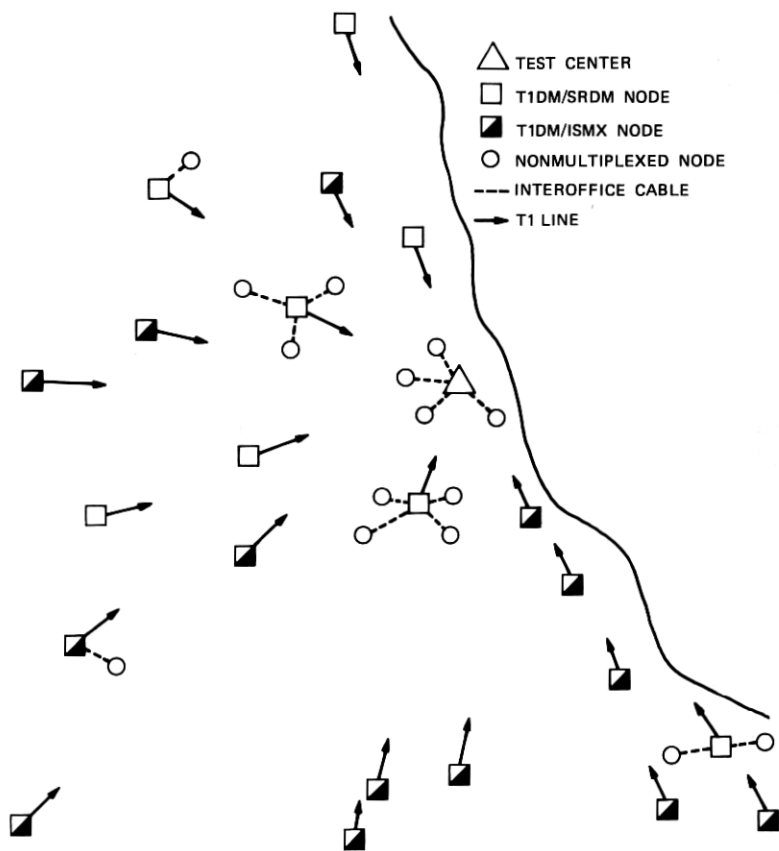 TEST CENTER
T1DM/SRDM NODE
T1DM/ISMX NODE
NONMULTIPLEXED NODE
INTEROFFICE CABLE
T1 LINE